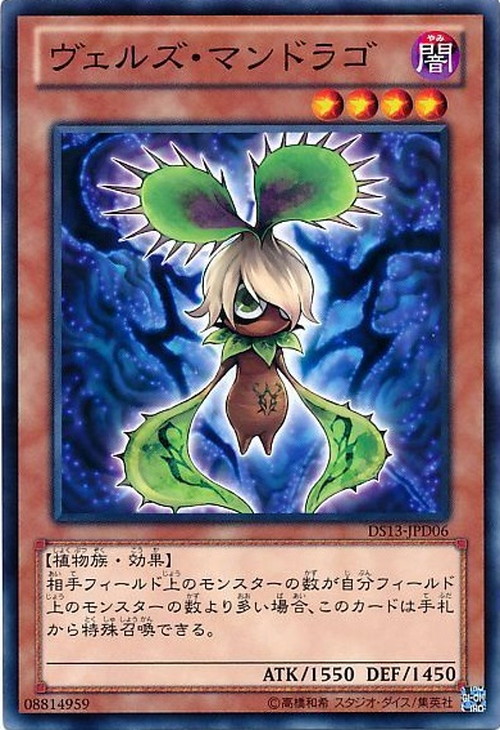 ヴェルズ・マンドラゴ
やみ
闇
DS13-JPD06
【植物族・効果】
相手フィールド上のモンスターの数が自分フィールド
上のモンスターの数より多い場合、このカードは手札
から特殊召喚できる。
ATK/1550 DEF/1450
08814959
©高橋和希 スタジオ・ダイス/集英社